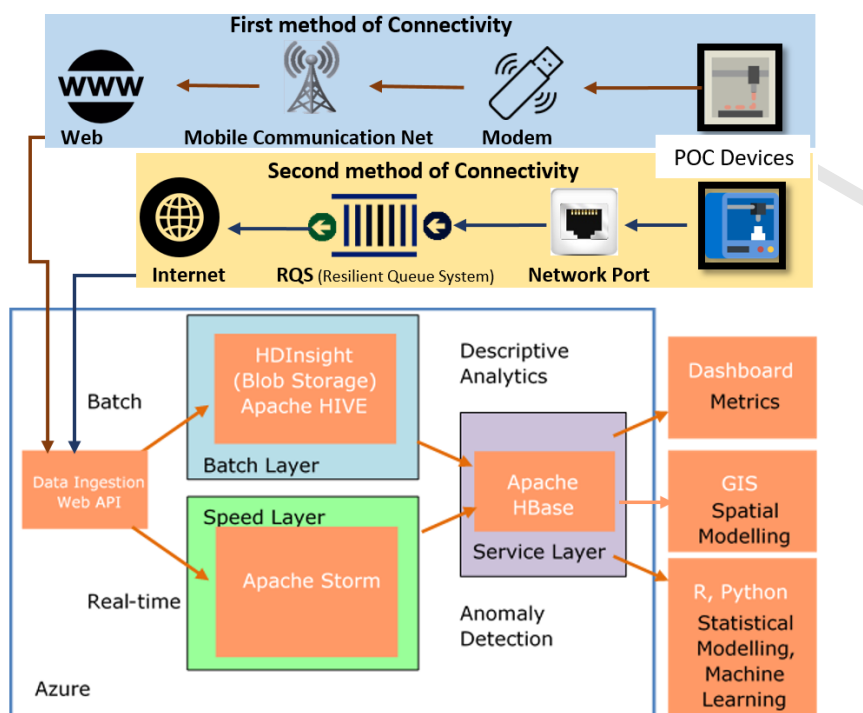 First method of Connectivity
WWW
Web
Mobile Communication Net
Modem
POC Devices
Second method of Connectivity
Internet
RQS (Resilient Queue System)
Network Port
HDInsight
(Blob Storage)
Apache HIVE
Batch Layer
Batch
Descriptive
Analytics
Dashboard
Metrics
Data Ingestion
Web API
Speed Layer
Apache Storm
Real-time
Apache
HBase
Service Layer
GIS
Spatial
Modelling
Anomaly
Detection
R, Python
Statistical
Modelling,
Machine
Learning
Azure